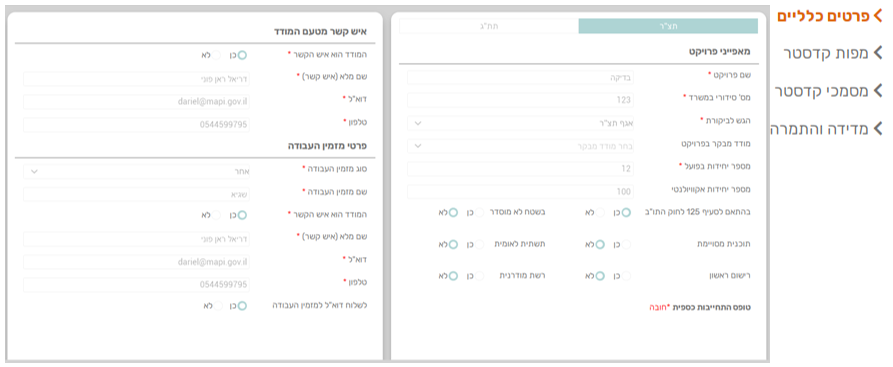 פרטים כלליים
מפות קדסטר
מסמכי קדסטר
מדידה והתמרה
תצ"ר
תת"ג
מאפייני פרויקט
שם פרויקט *
בדיקה
מס' סידורי במשרד *
123
הגש לביקורת *
אגף תצ"ר
מודד מבקר בפרויקט
בחר מודד מבקר
מספר יחידות בפועל *
12
מספר יחידות אקוויולנטי
100
בהתאם לסעיף 125 לחוק התו"ב כן לא בשטח לא מוסדר כן לא
תוכנית מסויימת כן לא תשתית לאומית כן לא
רישום ראשון כן לא רשת מודרנית כן לא
טופס התחייבות כספית *חובה
איש קשר מטעם המודד
המודד הוא איש הקשר * כן לא
שם מלא (איש קשר) *
דריאל ראן פוני
דוא"ל *
dariel@mapi.gov.il
טלפון *
0544599795
פרטי מזמין העבודה
סוג מזמין העבודה *
אחר
שם מזמין העבודה *
שגיא
המודד הוא איש הקשר * כן לא
שם מלא (איש קשר) *
דריאל ראן פוני
דוא"ל *
dariel@mapi.gov.il
טלפון *
0544599795
לשלוח דוא"ל למזמין העבודה כן לא